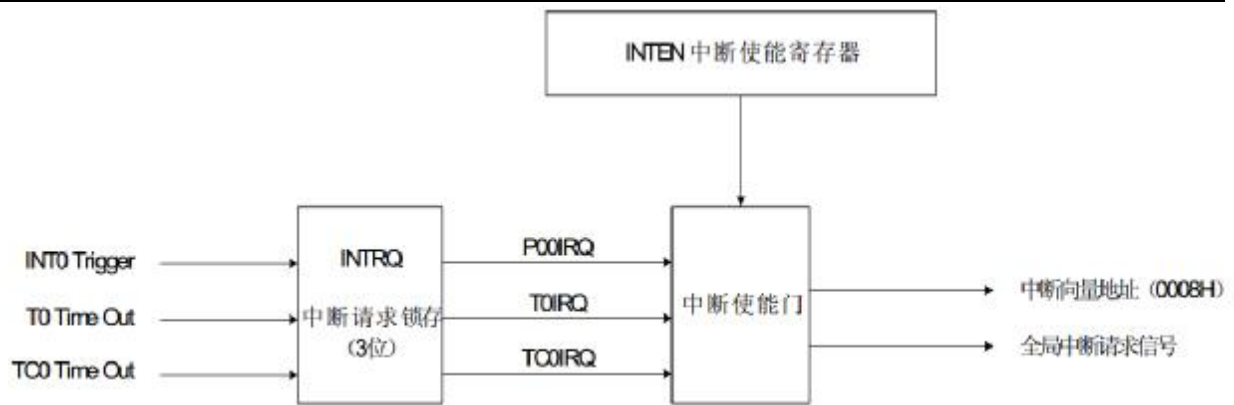 INTEN 中断使能寄存器
INT0 Trigger
T0 Time Out
TC0 Time Out
INTRQ
中断请求锁存
(3位)
P00IRQ
T0IRQ
TC0IRQ
中断使能门
中断向量地址 (0008H)
全局中断请求信号